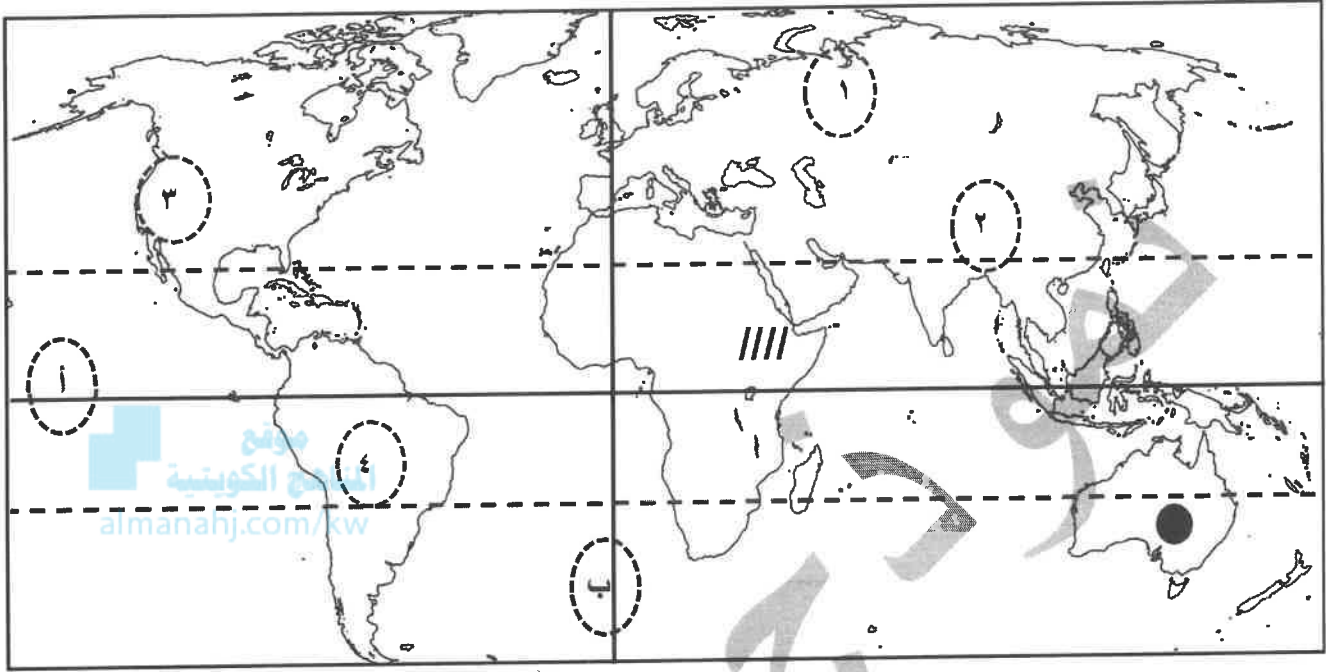 ١
٣
٢
أ
موقع
المناهج الكويتية
almanahj.com/kw
٤
ب